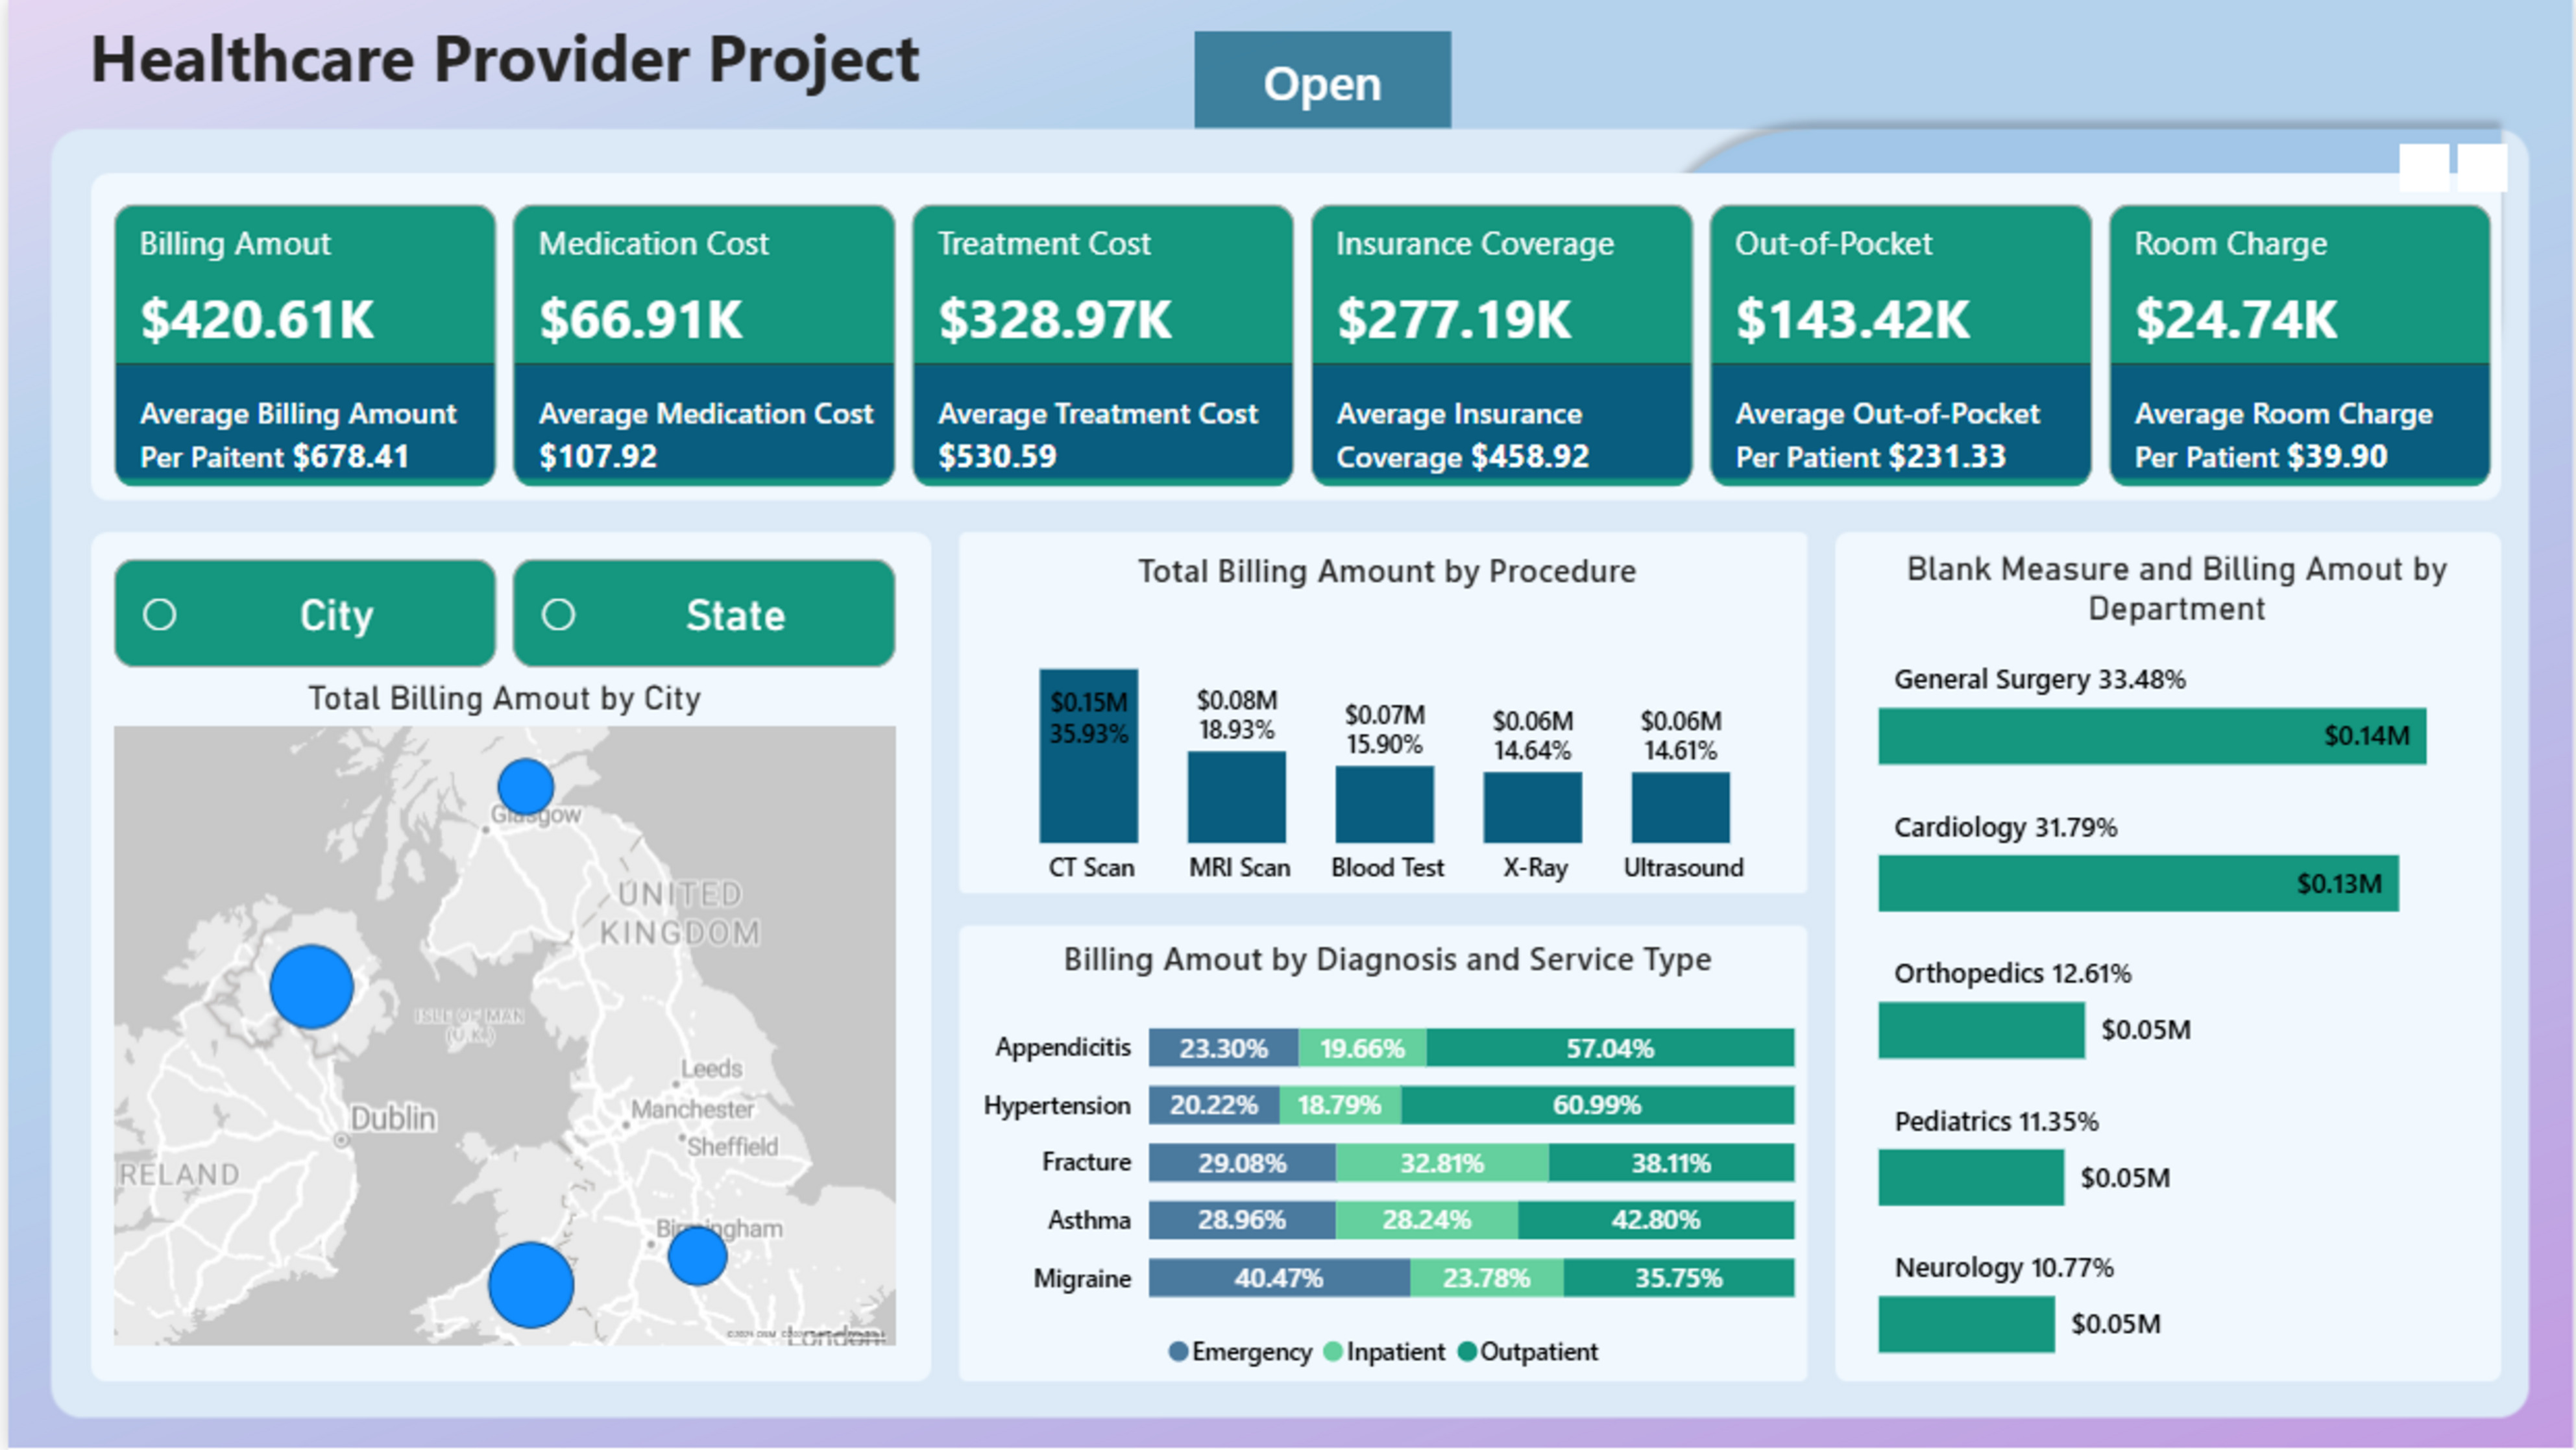 Healthcare Provider Project
Open
Billing Amout
$420.61K
Average Billing Amount
Per Paitent $678.41
Medication Cost
$66.91K
Average Medication Cost
$107.92
Treatment Cost
$328.97K
Average Treatment Cost
$530.59
Insurance Coverage
$277.19K
Average Insurance
Coverage $458.92
Out-of-Pocket
$143.42K
Average Out-of-Pocket
Per Patient $231.33
Room Charge
$24.74K
Average Room Charge
Per Patient $39.90
City
State
Total Billing Amout by City
Glasgow
UNITED
KINGDOM
ISLE OF MAN
(U.K.)
Leeds
Manchester
Sheffield
Dublin
RELAND
Birmingham
London
Total Billing Amount by Procedure
$0.15M
35.93%
$0.08M
18.93%
$0.07M
15.90%
$0.06M
14.64%
$0.06M
14.61%
CT Scan
MRI Scan
Blood Test
X-Ray
Ultrasound
Billing Amout by Diagnosis and Service Type
Appendicitis 23.30% 19.66% 57.04%
Hypertension 20.22% 18.79% 60.99%
Fracture 29.08% 32.81% 38.11%
Asthma 28.96% 28.24% 42.80%
Migraine 40.47% 23.78% 35.75%
Emergency Inpatient Outpatient
Blank Measure and Billing Amout by
Department
General Surgery 33.48%
$0.14M
Cardiology 31.79%
$0.13M
Orthopedics 12.61%
$0.05M
Pediatrics 11.35%
$0.05M
Neurology 10.77%
$0.05M